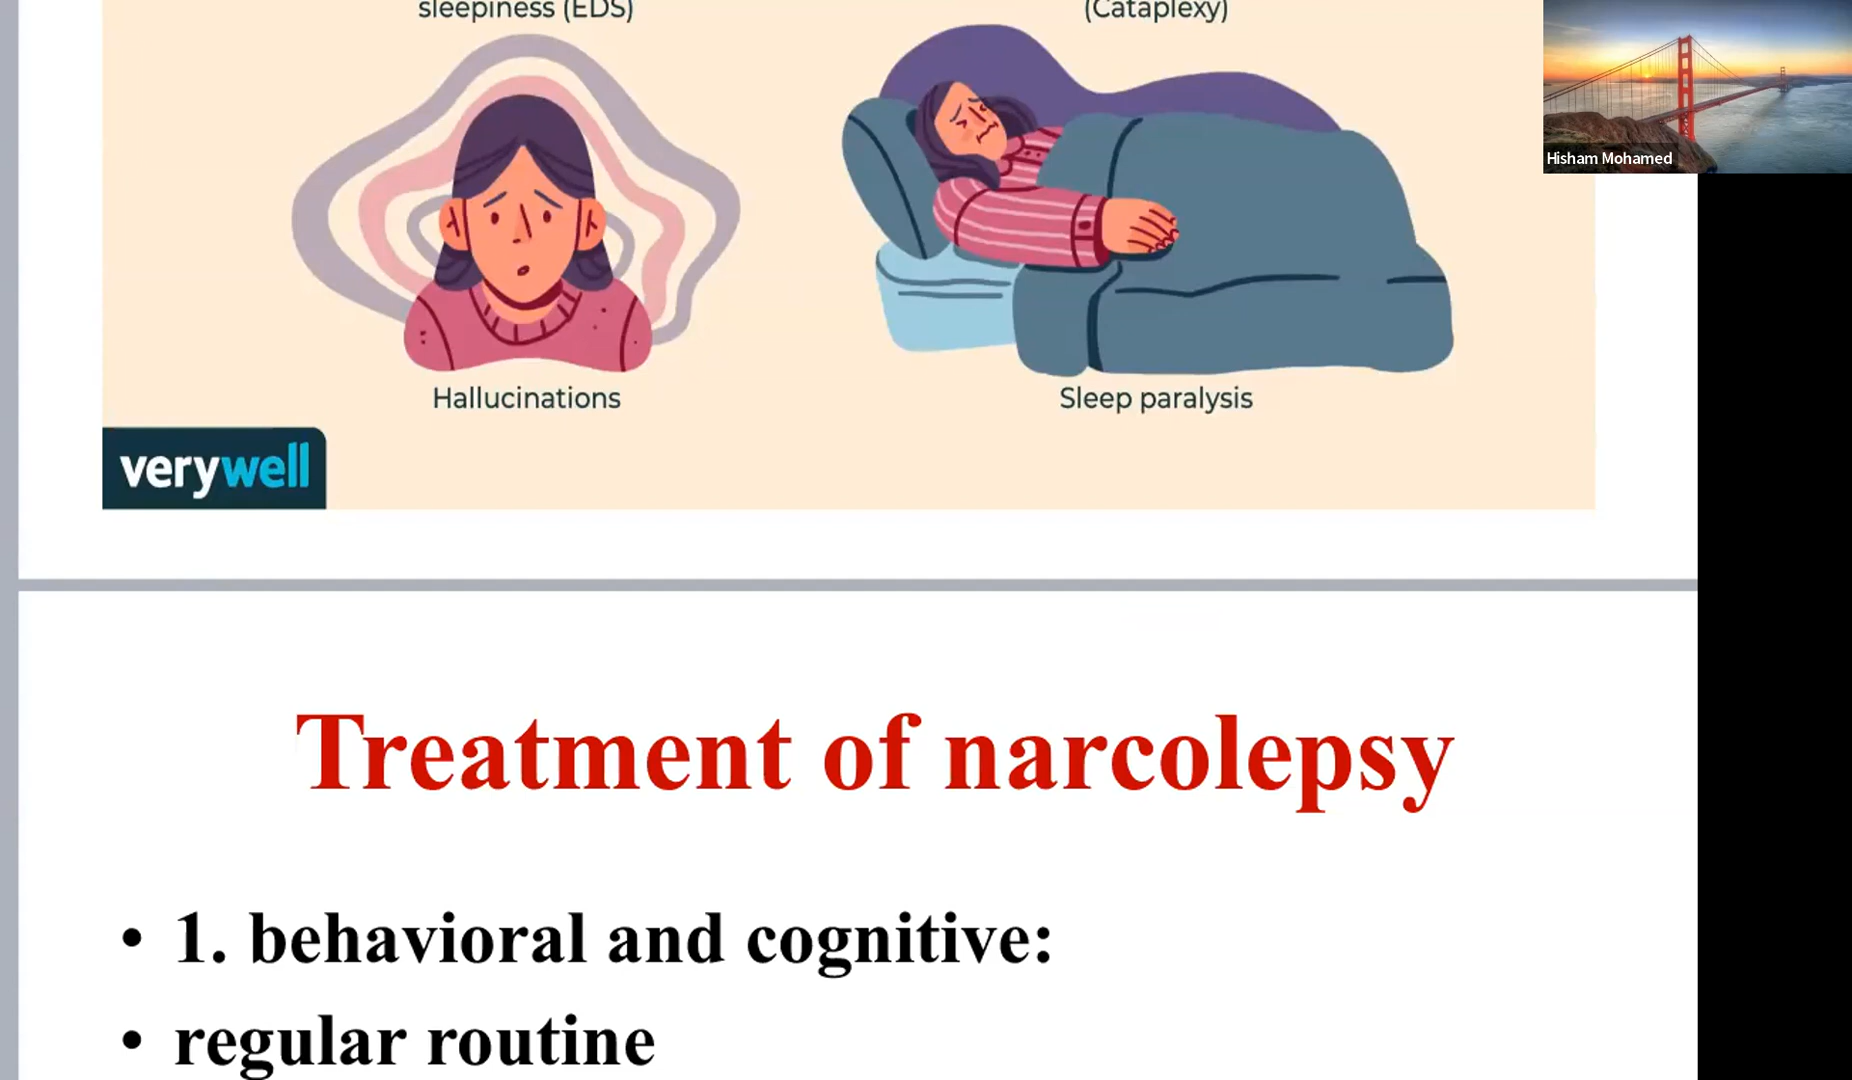 sleepiness (EDS)
(Cataplexy)
Hisham Mohamed
Hallucinations
Sleep paralysis
verywell
Treatment of narcolepsy
• 1. behavioral and cognitive:
• regular routine